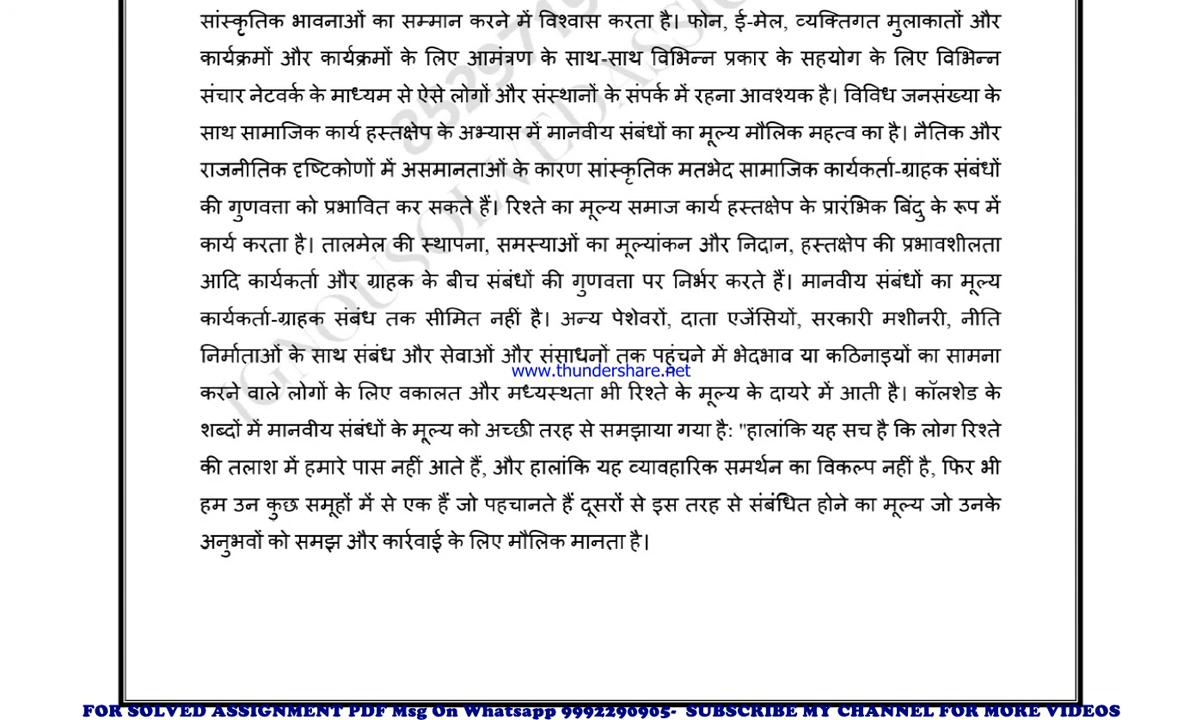 सांस्कृतिक भावनाओं का सम्मान करने में विश्वास करता है। फोन, ई-मेल, व्यक्तिगत मुलाकातों और
कार्यक्रमों और कार्यक्रमों के लिए आमंत्रण के साथ-साथ विभिन्न प्रकार के सहयोग के लिए विभिन्न
संचार नेटवर्क के माध्यम से ऐसे लोगों और संस्थानों के संपर्क में रहना आवश्यक है। विविध जनसंख्या के
साथ सामाजिक कार्य हस्तक्षेप के अभ्यास में मानवीय संबंधों का मूल्य मौलिक महत्व का है। नैतिक और
राजनीतिक दृष्टिकोणों में असमानताओं के कारण सांस्कृतिक मतभेद सामाजिक कार्यकर्ता-ग्राहक संबंधों
की गुणवत्ता को प्रभावित कर सकते हैं। रिश्ते का मूल्य समाज कार्य हस्तक्षेप के प्रारंभिक बिंदु के रूप में
कार्य करता है। तालमेल की स्थापना, समस्याओं का मूल्यांकन और निदान, हस्तक्षेप की प्रभावशीलता
आदि कार्यकर्ता और ग्राहक के बीच संबंधों की गुणवत्ता पर निर्भर करते हैं। मानवीय संबंधों का मूल्य
कार्यकर्ता-ग्राहक संबंध तक सीमित नहीं है। अन्य पेशेवरों, दाता एजेंसियों, सरकारी मशीनरी, नीति
निर्माताओं के साथ संबंध और सेवाओं और संसाधनों तक पहुंचने में भेदभाव या कठिनाइयों का सामना
www.thundershare.net
करने वाले लोगों के लिए वकालत और मध्यस्थता भी रिश्ते के मूल्य के दायरे में आती है। कॉलशेड के
शब्दों में मानवीय संबंधों के मूल्य को अच्छी तरह से समझाया गया है: "हालांकि यह सच है कि लोग रिश्ते
की तलाश में हमारे पास नहीं आते हैं, और हालांकि यह व्यावहारिक समर्थन का विकल्प नहीं है, फिर भी
हम उन कुछ समूहों में से एक हैं जो पहचानते हैं दूसरों से इस तरह से संबंधित होने का मूल्य जो उनके
अनुभवों को समझ और कार्रवाई के लिए मौलिक मानता है।
FOR SOLVED ASSIGNMENT PDF Msg On Whatsapp 9992290905- SUBSCRIBE MY CHANNEL FOR MORE VIDEOS